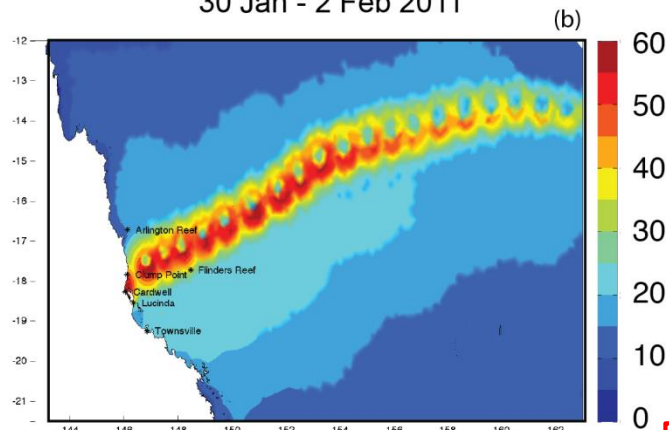 30 Jan - 2 Feb 2011
(b)
-12
-13
-14
-15
-16
-17
-18
-19
-20
-21
144 146 148 150 152 154 156 158 160 162
Arlington Reef
Clump Point
Flinders Reef
Cardwell
Lucinda
Townsville
60
50
40
30
20
10
0